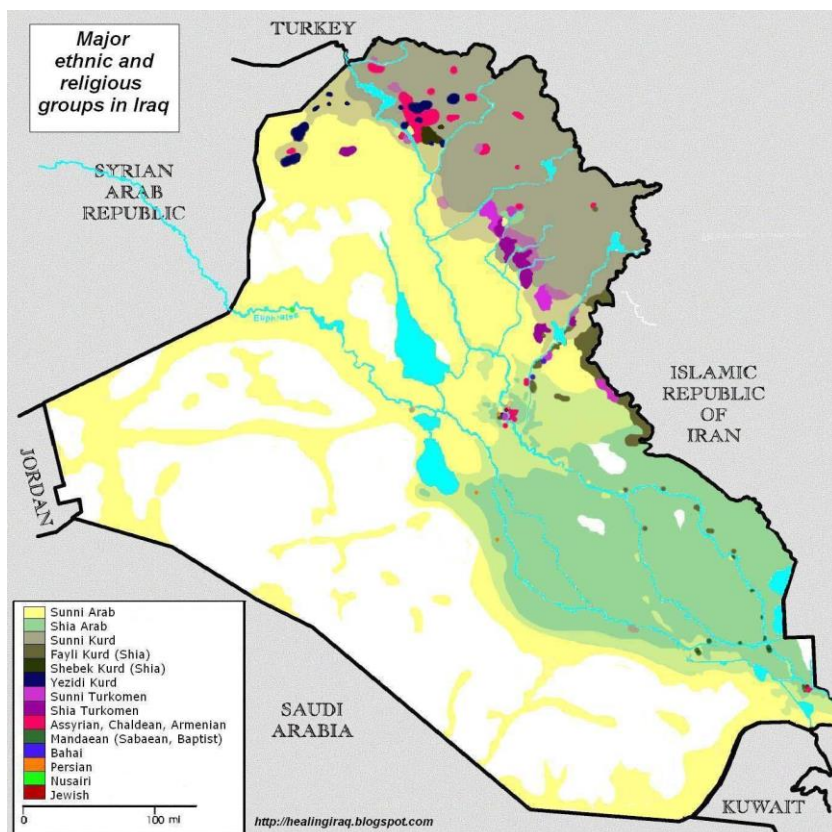 Major
ethnic and
religious
groups in Iraq
TURKEY
SYRIAN
ARAB
REPUBLIC
Euphrates
ISLAMIC
REPUBLIC
OF
IRAN
JORDAN
Sunni Arab
Shia Arab
Sunni Kurd
Fayli Kurd (Shia)
Shebek Kurd (Shia)
Yezidi Kurd
Sunni Turkomen
Shia Turkomen
Assyrian, Chaldean, Armenian
Mandaean (Sabaean, Baptist)
Bahai
Persian
Nusairi
Jewish
0 100 mi
SAUDI
ARABIA
KUWAIT
http://healingiraq.blogspot.com